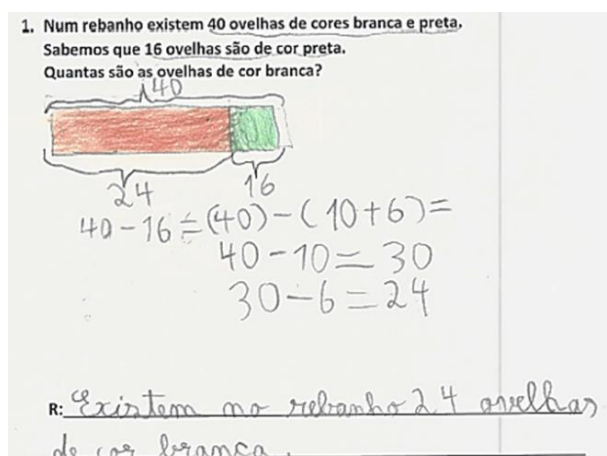 1. Num rebanho existem 40 ovelhas de cores branca e preta.
Sabemos que 16 ovelhas são de cor preta.
Quantas são as ovelhas de cor branca?
40
24 16
40-16=(40)-(10+6)=
40-10=30
30-6=24
R: Existem no rebanho 24 ovelhas
de cor branca.